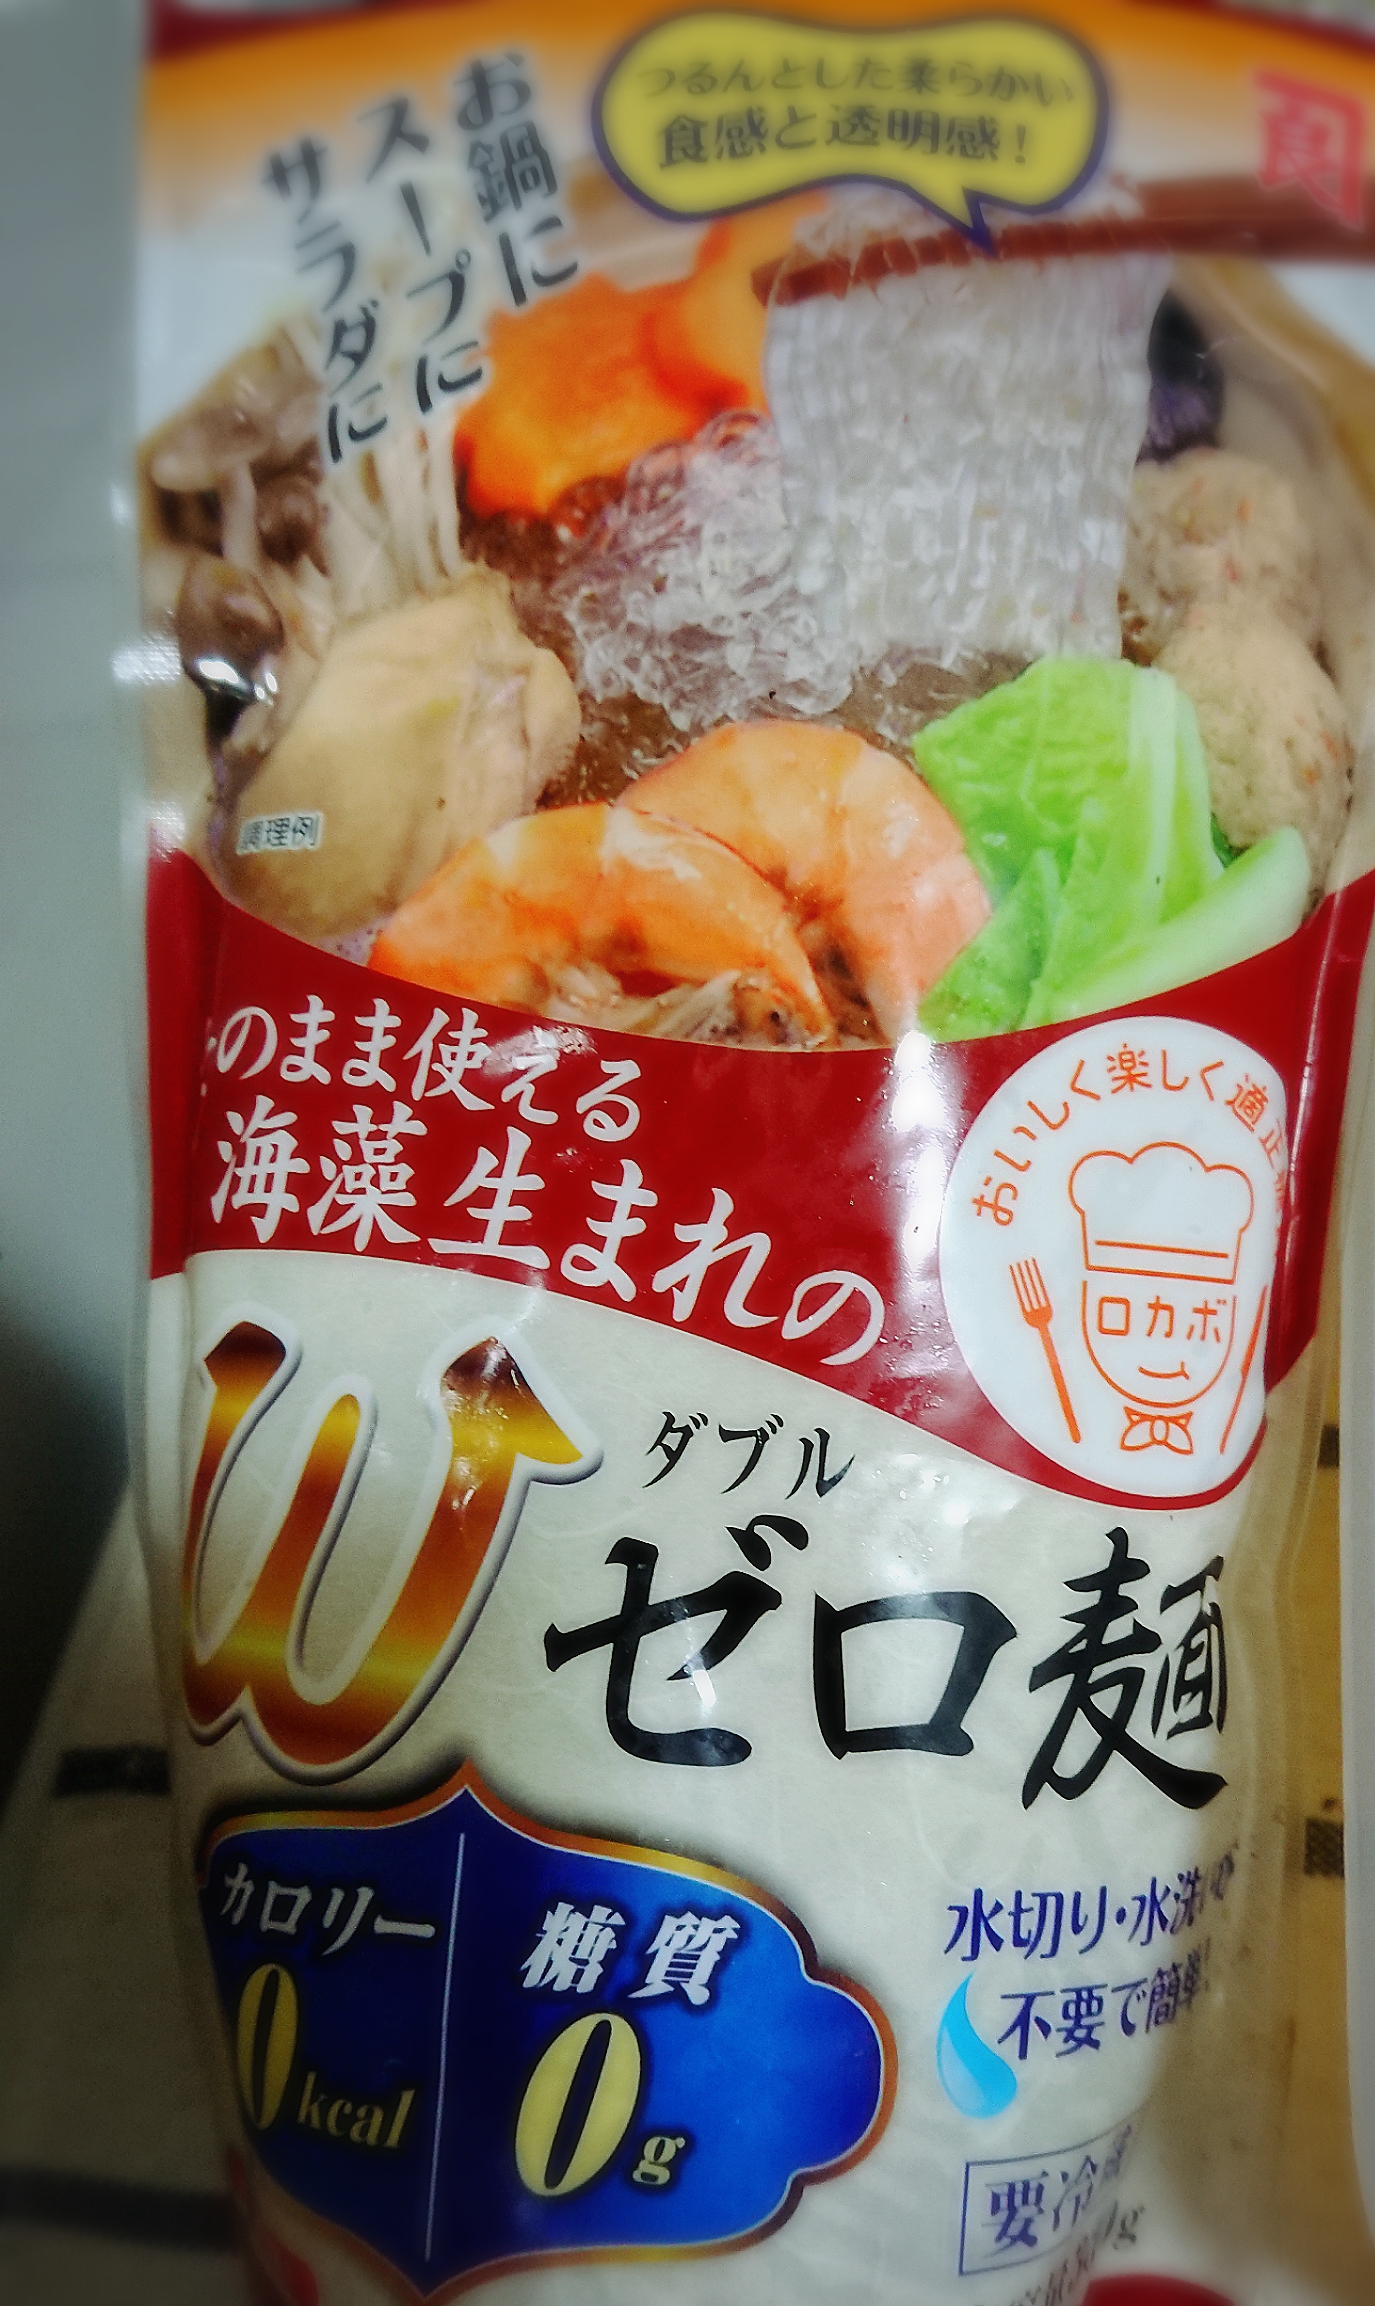 つるんとした柔らかい
食感と透明感!
お鍋に
スープに
サラダに
調理例
のまま使える
海藻生まれの
おいしく楽しく適正
ロカボ
W
ダブル
ゼロ麺
カロリー
0kcal
糖質
0g
水切り・水洗い
不要で簡単!
要冷